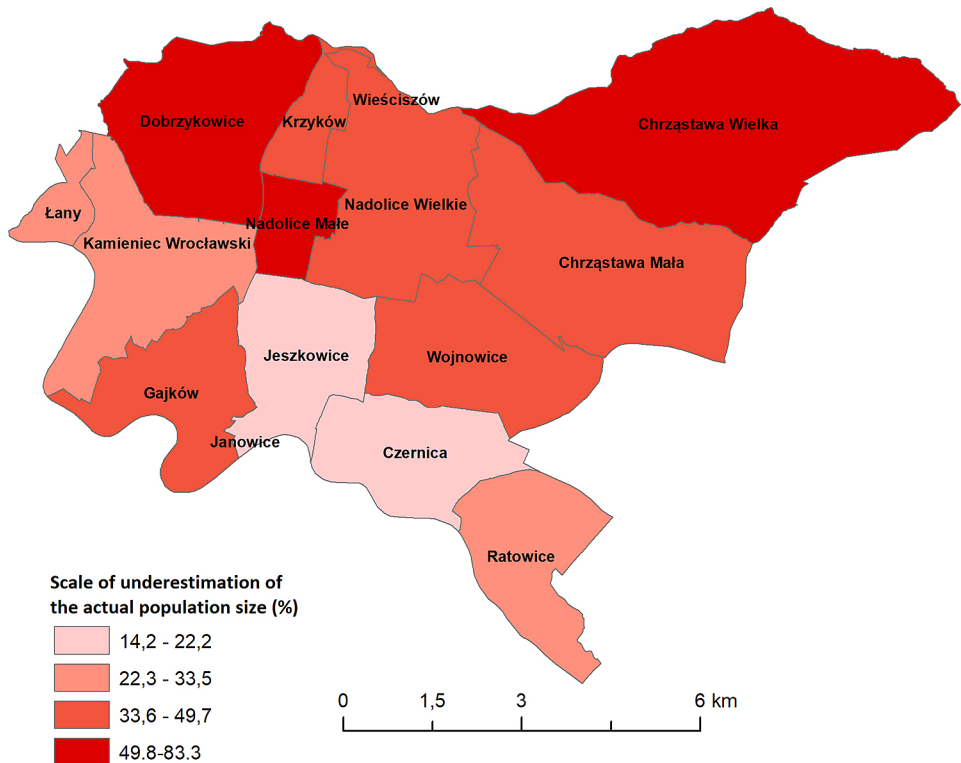 Wieściszów
Dobrzykowice
Krzyków
Chrząstawa Wielka
Nadolice Wielkie
Łany
Nadolice Małe
Kamieniec Wrocławski
Chrząstawa Mała
Jeszkowice
Wojnowice
Gajków
Janowice
Czernica
Ratowice
Scale of underestimation of
the actual population size (%)
14,2 - 22,2
22,3 - 33,5
33,6 - 49,7
49.8-83.3
0 1,5 3 6 km